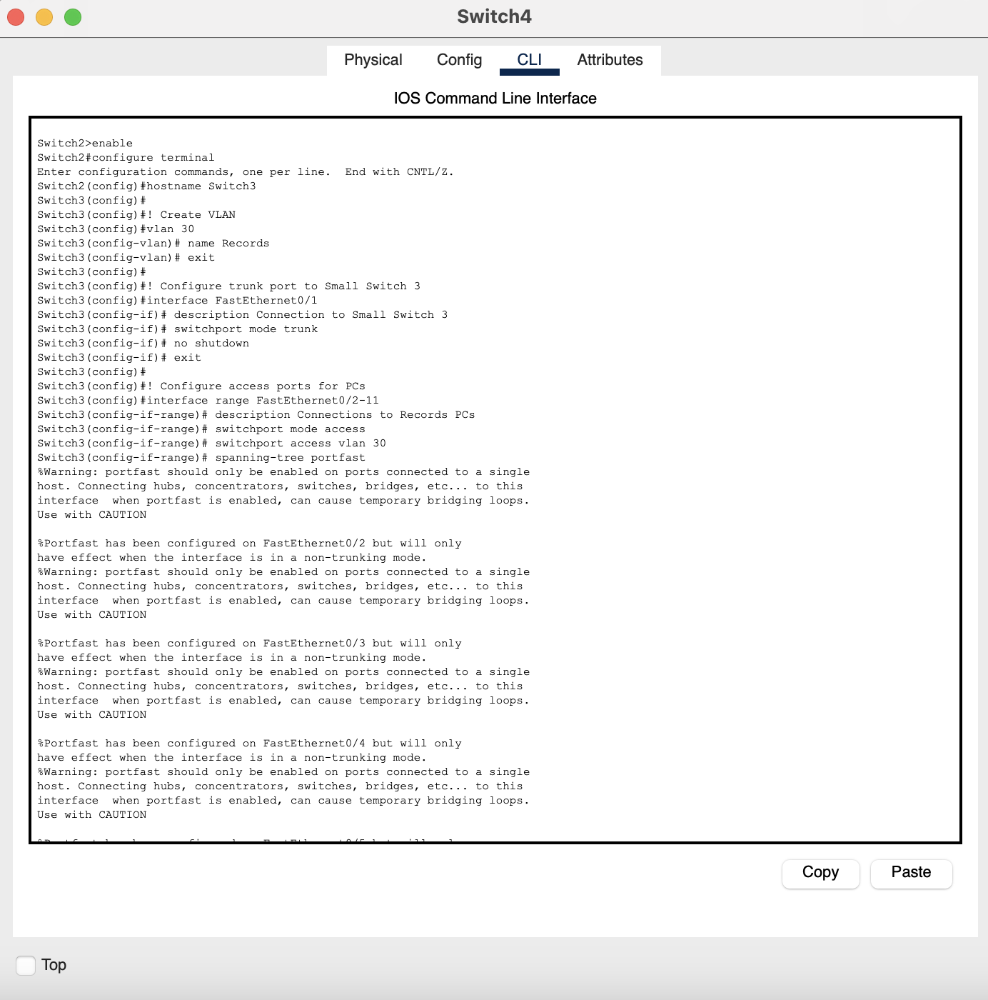 Switch4
Physical Config CLI Attributes
IOS Command Line Interface
Switch2>enable
Switch2#configure terminal
Enter configuration commands, one per line.  End with CNTL/Z.
Switch2(config)#hostname Switch3
Switch3(config)#
Switch3(config)#! Create VLAN
Switch3(config)#vlan 30
Switch3(config-vlan)# name Records
Switch3(config-vlan)# exit
Switch3(config)#
Switch3(config)#! Configure trunk port to Small Switch 3
Switch3(config)#interface FastEthernet0/1
Switch3(config-if)# description Connection to Small Switch 3
Switch3(config-if)# switchport mode trunk
Switch3(config-if)# no shutdown
Switch3(config-if)# exit
Switch3(config)#
Switch3(config)#! Configure access ports for PCs
Switch3(config)#interface range FastEthernet0/2-11
Switch3(config-if-range)# description Connections to Records PCs
Switch3(config-if-range)# switchport mode access
Switch3(config-if-range)# switchport access vlan 30
Switch3(config-if-range)# spanning-tree portfast
%Warning: portfast should only be enabled on ports connected to a single
host. Connecting hubs, concentrators, switches, bridges, etc... to this
interface  when portfast is enabled, can cause temporary bridging loops.
Use with CAUTION
%Portfast has been configured on FastEthernet0/2 but will only
have effect when the interface is in a non-trunking mode.
%Warning: portfast should only be enabled on ports connected to a single
host. Connecting hubs, concentrators, switches, bridges, etc... to this
interface  when portfast is enabled, can cause temporary bridging loops.
Use with CAUTION
%Portfast has been configured on FastEthernet0/3 but will only
have effect when the interface is in a non-trunking mode.
%Warning: portfast should only be enabled on ports connected to a single
host. Connecting hubs, concentrators, switches, bridges, etc... to this
interface  when portfast is enabled, can cause temporary bridging loops.
Use with CAUTION
%Portfast has been configured on FastEthernet0/4 but will only
have effect when the interface is in a non-trunking mode.
%Warning: portfast should only be enabled on ports connected to a single
host. Connecting hubs, concentrators, switches, bridges, etc... to this
interface  when portfast is enabled, can cause temporary bridging loops.
Use with CAUTION
Copy Paste
Top